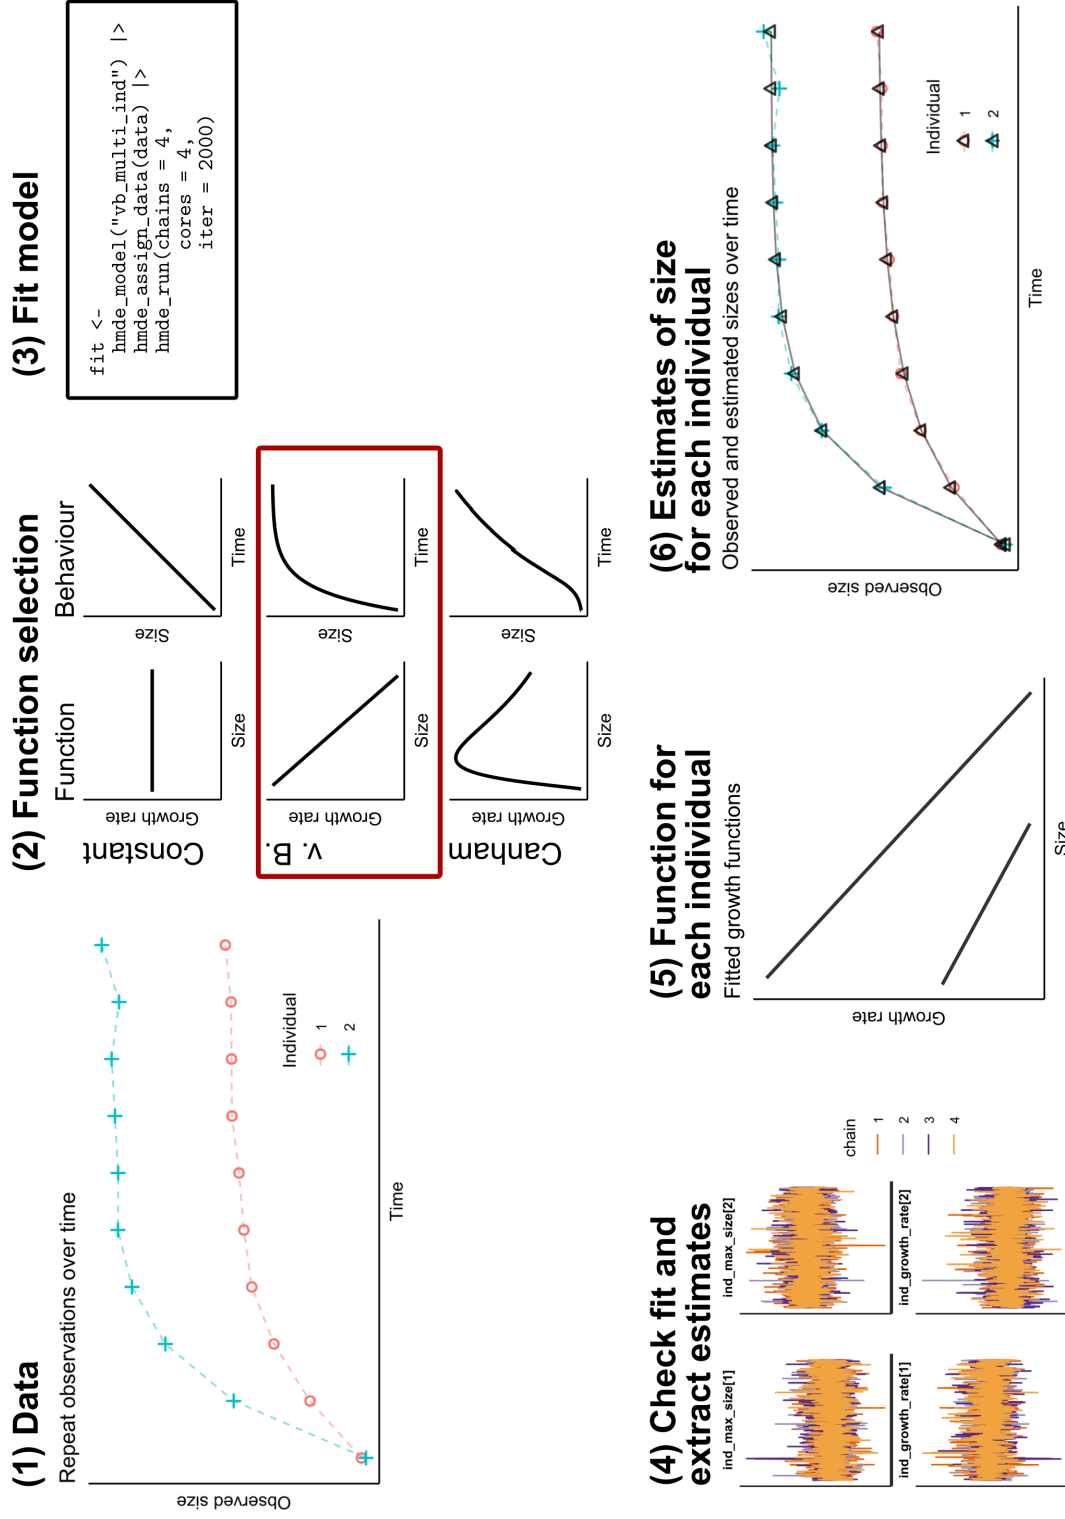 (1) Data
Repeat observations over time
Observed size
Time
Individual
1
2
(2) Function selection
Function
Behaviour
Constant
Growth rate
Size
Size
Time
v. B.
Growth rate
Size
Size
Time
Canham
Growth rate
Size
Size
Time
(3) Fit model
fit <-
hmde_model("vb_multi_ind") |>
hmde_assign_data(data) |>
hmde_run(chains = 4,
cores = 4,
iter = 2000)
(4) Check fit and
extract estimates
ind_max_size[1]
ind_max_size[2]
ind_growth_rate[1]
ind_growth_rate[2]
chain
1
2
3
4
(5) Function for
each individual
Fitted growth functions
Growth rate
Size
(6) Estimates of size
for each individual
Observed and estimated sizes over time
Observed size
Time
Individual
1
2